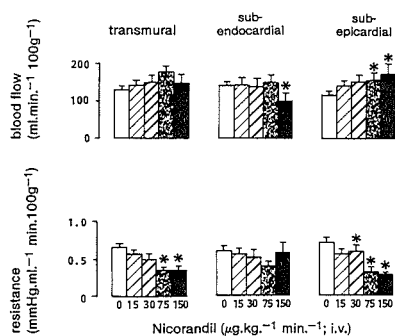 transmural
sub-
endocardial
sub-
epicardial
blood flow
(ml.min.⁻¹ 100g⁻¹)
200
100
0
*
* *
resistance
(mmHg.ml.⁻¹ min.100g⁻¹)
1.0
0.5
0
* *
* * *
0 15 30 75 150
0 15 30 75 150
0 15 30 75 150
Nicorandil (μg.kg.⁻¹ min.⁻¹; i.v.)